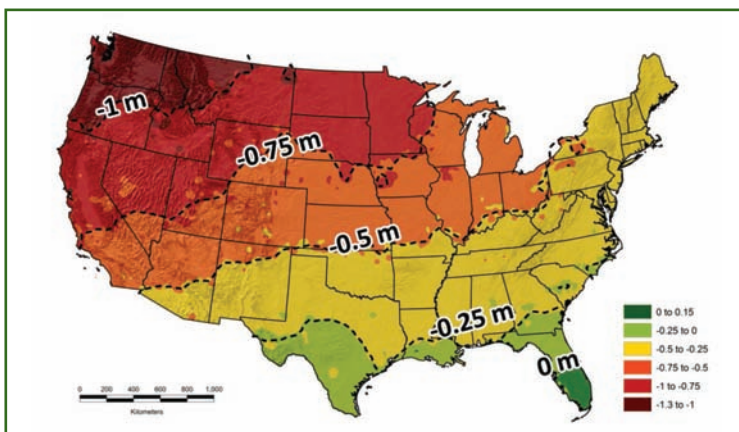 -1 m
-0.75 m
-0.5 m
-0.25 m
0 m
0 to 0.15
-0.25 to 0
-0.5 to -0.25
-0.75 to -0.5
-1 to -0.75
-1.3 to -1
0 200 400 600 800 1,000
Kilometers